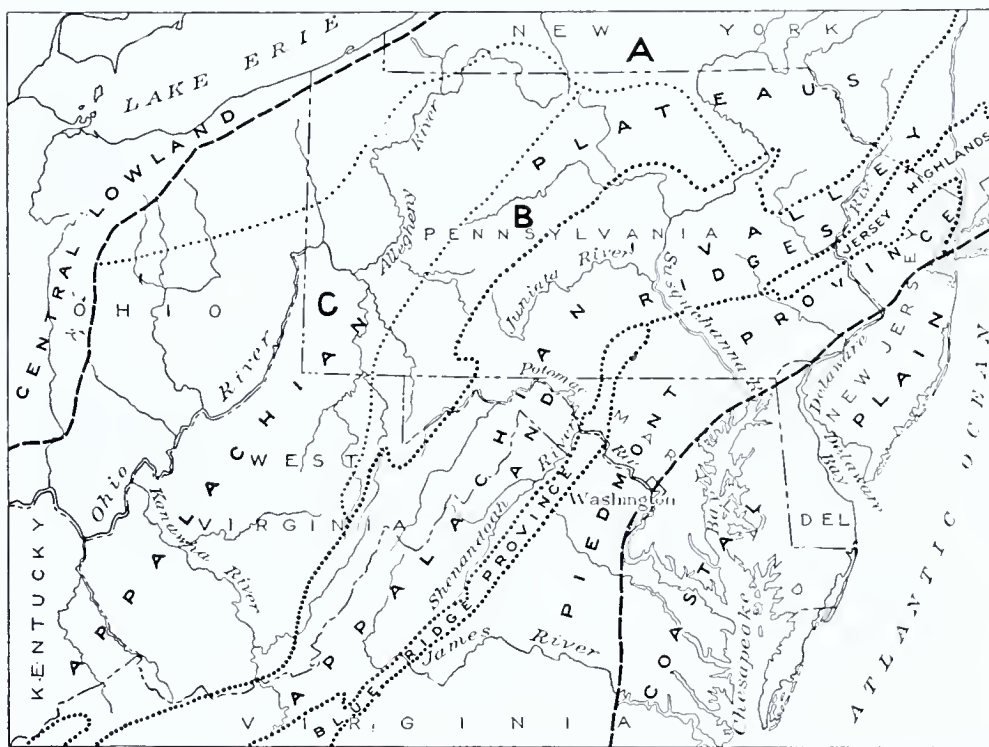 NEW YORK
A
LAKE ERIE
CENTRAL LOWLAND
APPALACHIAN PLATEAUS
River
Allegheny
B
PENNSYLVANIA
APPALACHIAN VALLEY
AND RIDGES
JERSEY HIGHLANDS
River
Juniata River
Susquehanna R.
OHIO
C
River
Ohio
Potomac
River
MAR
Washington
PIEDMONT PROVINCE
NEW JERSEY
Delaware
Delaware
Bay
COASTAL PLAIN
ATLANTIC OCEAN
DEL
WEST
VIRGINIA
Kanawha
River
KENTUCKY
Shenandoah River
BLUE RIDGE PROVINCE
James River
Chesapeake Bay
VIRGINIA